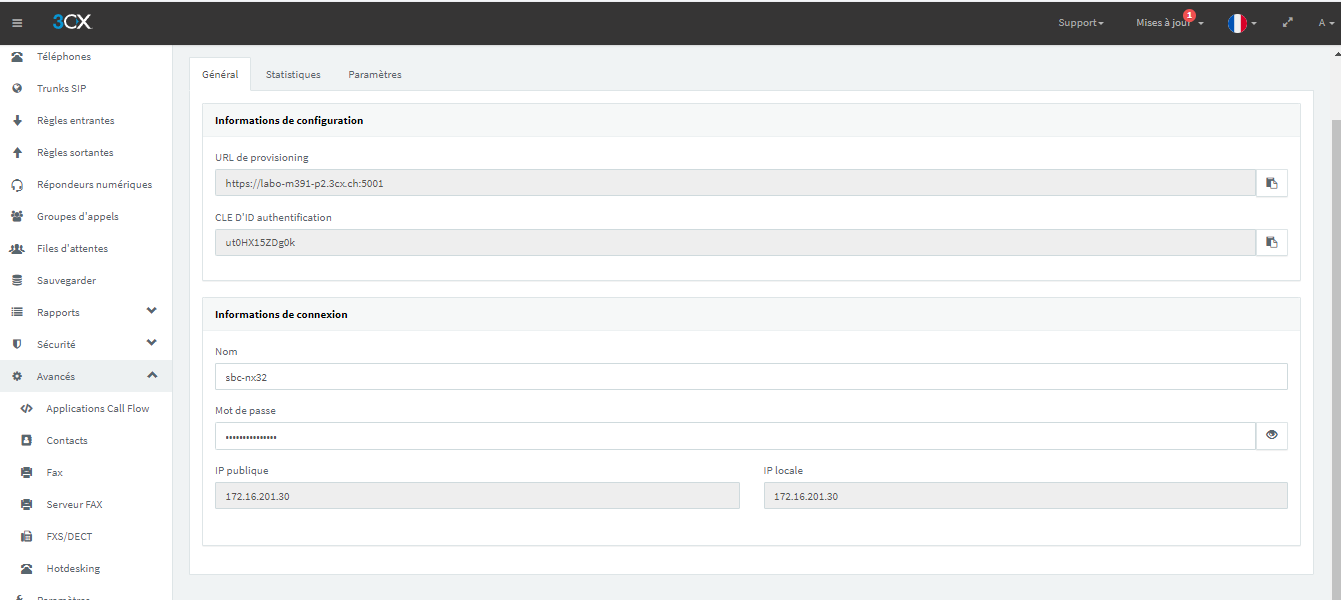 3CX
Support
Mises à jour
1
A
Téléphones
Trunks SIP
Règles entrantes
Règles sortantes
Répondeurs numériques
Groupes d'appels
Files d'attentes
Sauvegarder
Rapports
Sécurité
Avancés
Applications Call Flow
Contacts
Fax
Serveur FAX
FXS/DECT
Hotdesking
Paramètres
Général
Statistiques
Paramètres
Informations de configuration
URL de provisioning
https://labo-m391-p2.3cx.ch:5001
CLE D'ID authentification
ut0HX15ZDg0k
Informations de connexion
Nom
sbc-nx32
Mot de passe
•••••••••••••••
IP publique
IP locale
172.16.201.30
172.16.201.30